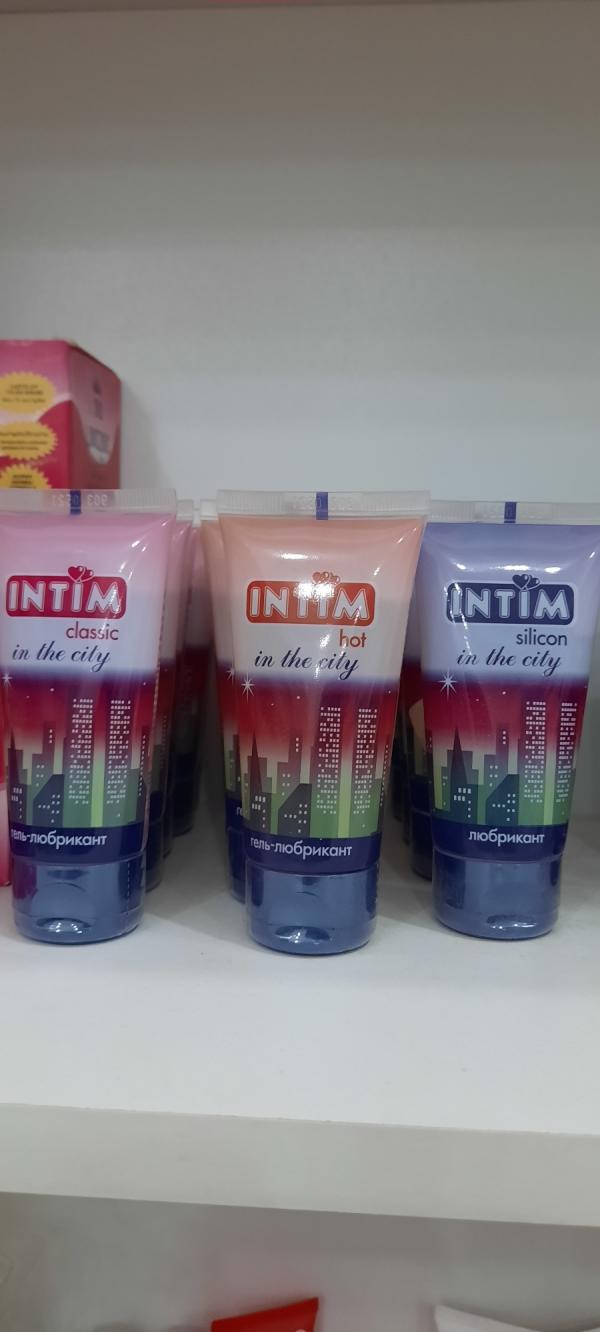 INTIM
classic
in the city
гель-любрикант
INTIM
hot
in the city
гель-любрикант
INTIM
silicon
in the city
любрикант